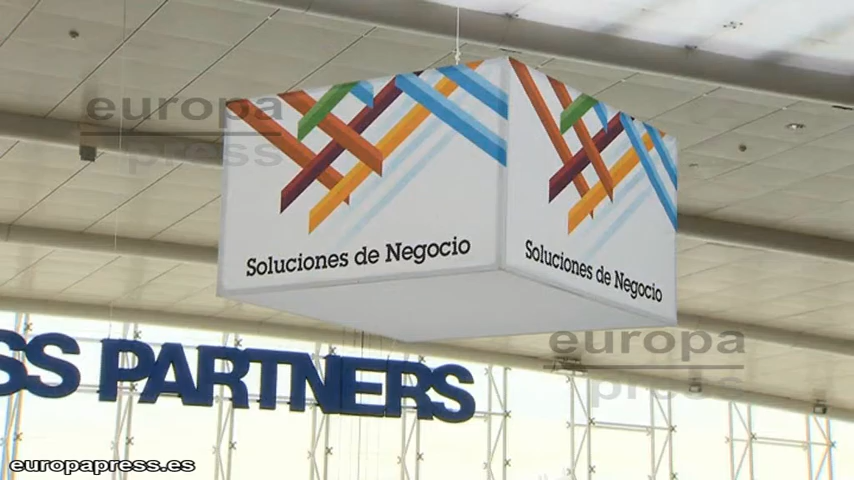 europa
press
Soluciones de Negocio
Soluciones de Negocio
europa
press
SS PARTNERS
europapress.es